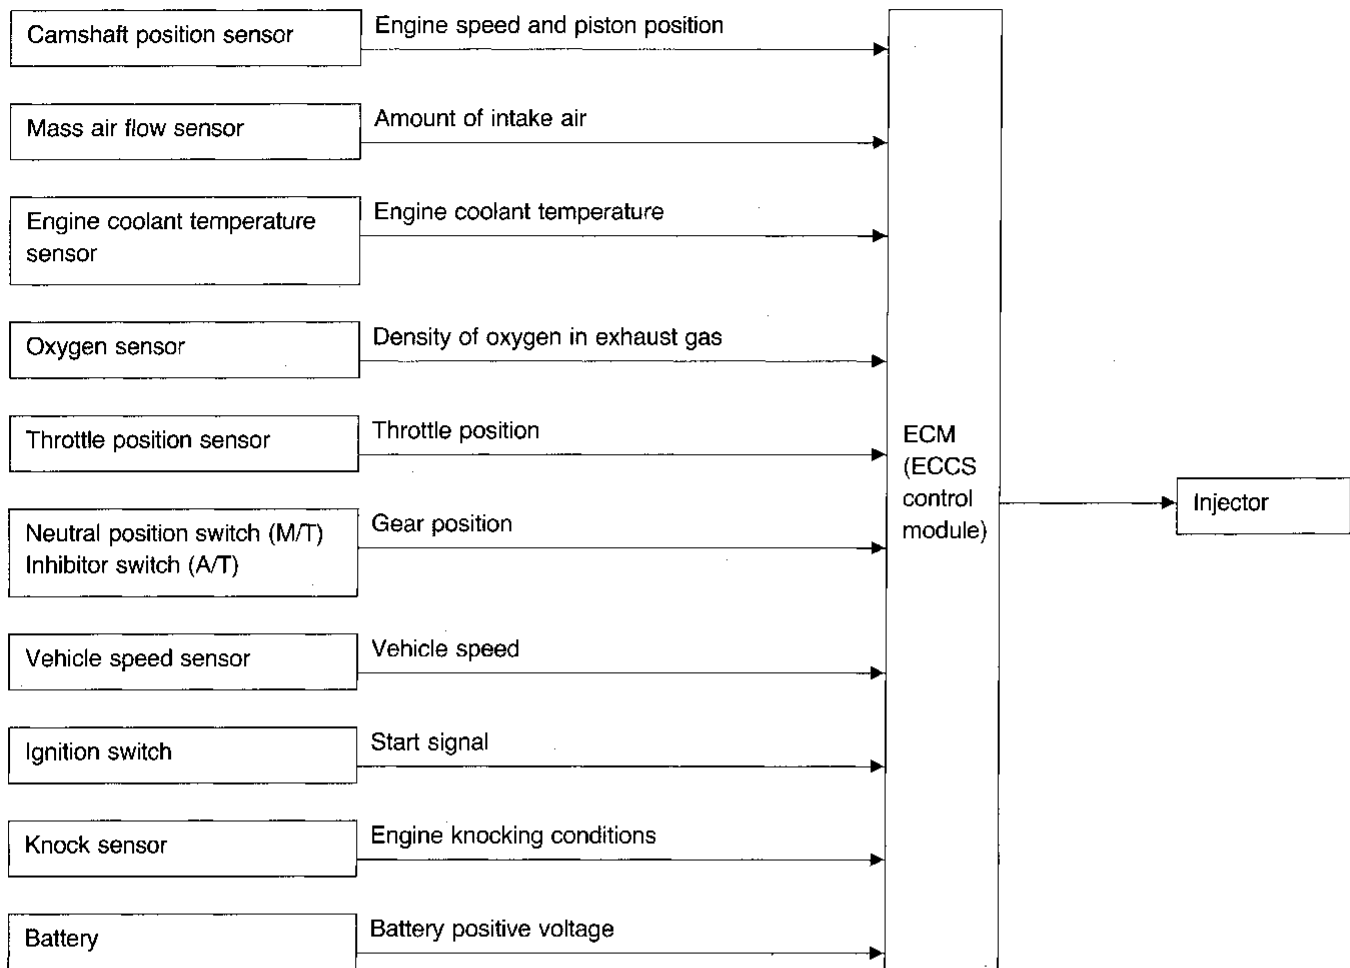 Camshaft position sensor
Engine speed and piston position
Mass air flow sensor
Amount of intake air
Engine coolant temperature
sensor
Engine coolant temperature
Oxygen sensor
Density of oxygen in exhaust gas
Throttle position sensor
Throttle position
Neutral position switch (M/T)
Inhibitor switch (A/T)
Gear position
Vehicle speed sensor
Vehicle speed
Ignition switch
Start signal
Knock sensor
Engine knocking conditions
Battery
Battery positive voltage
ECM
(ECCS
control
module)
Injector